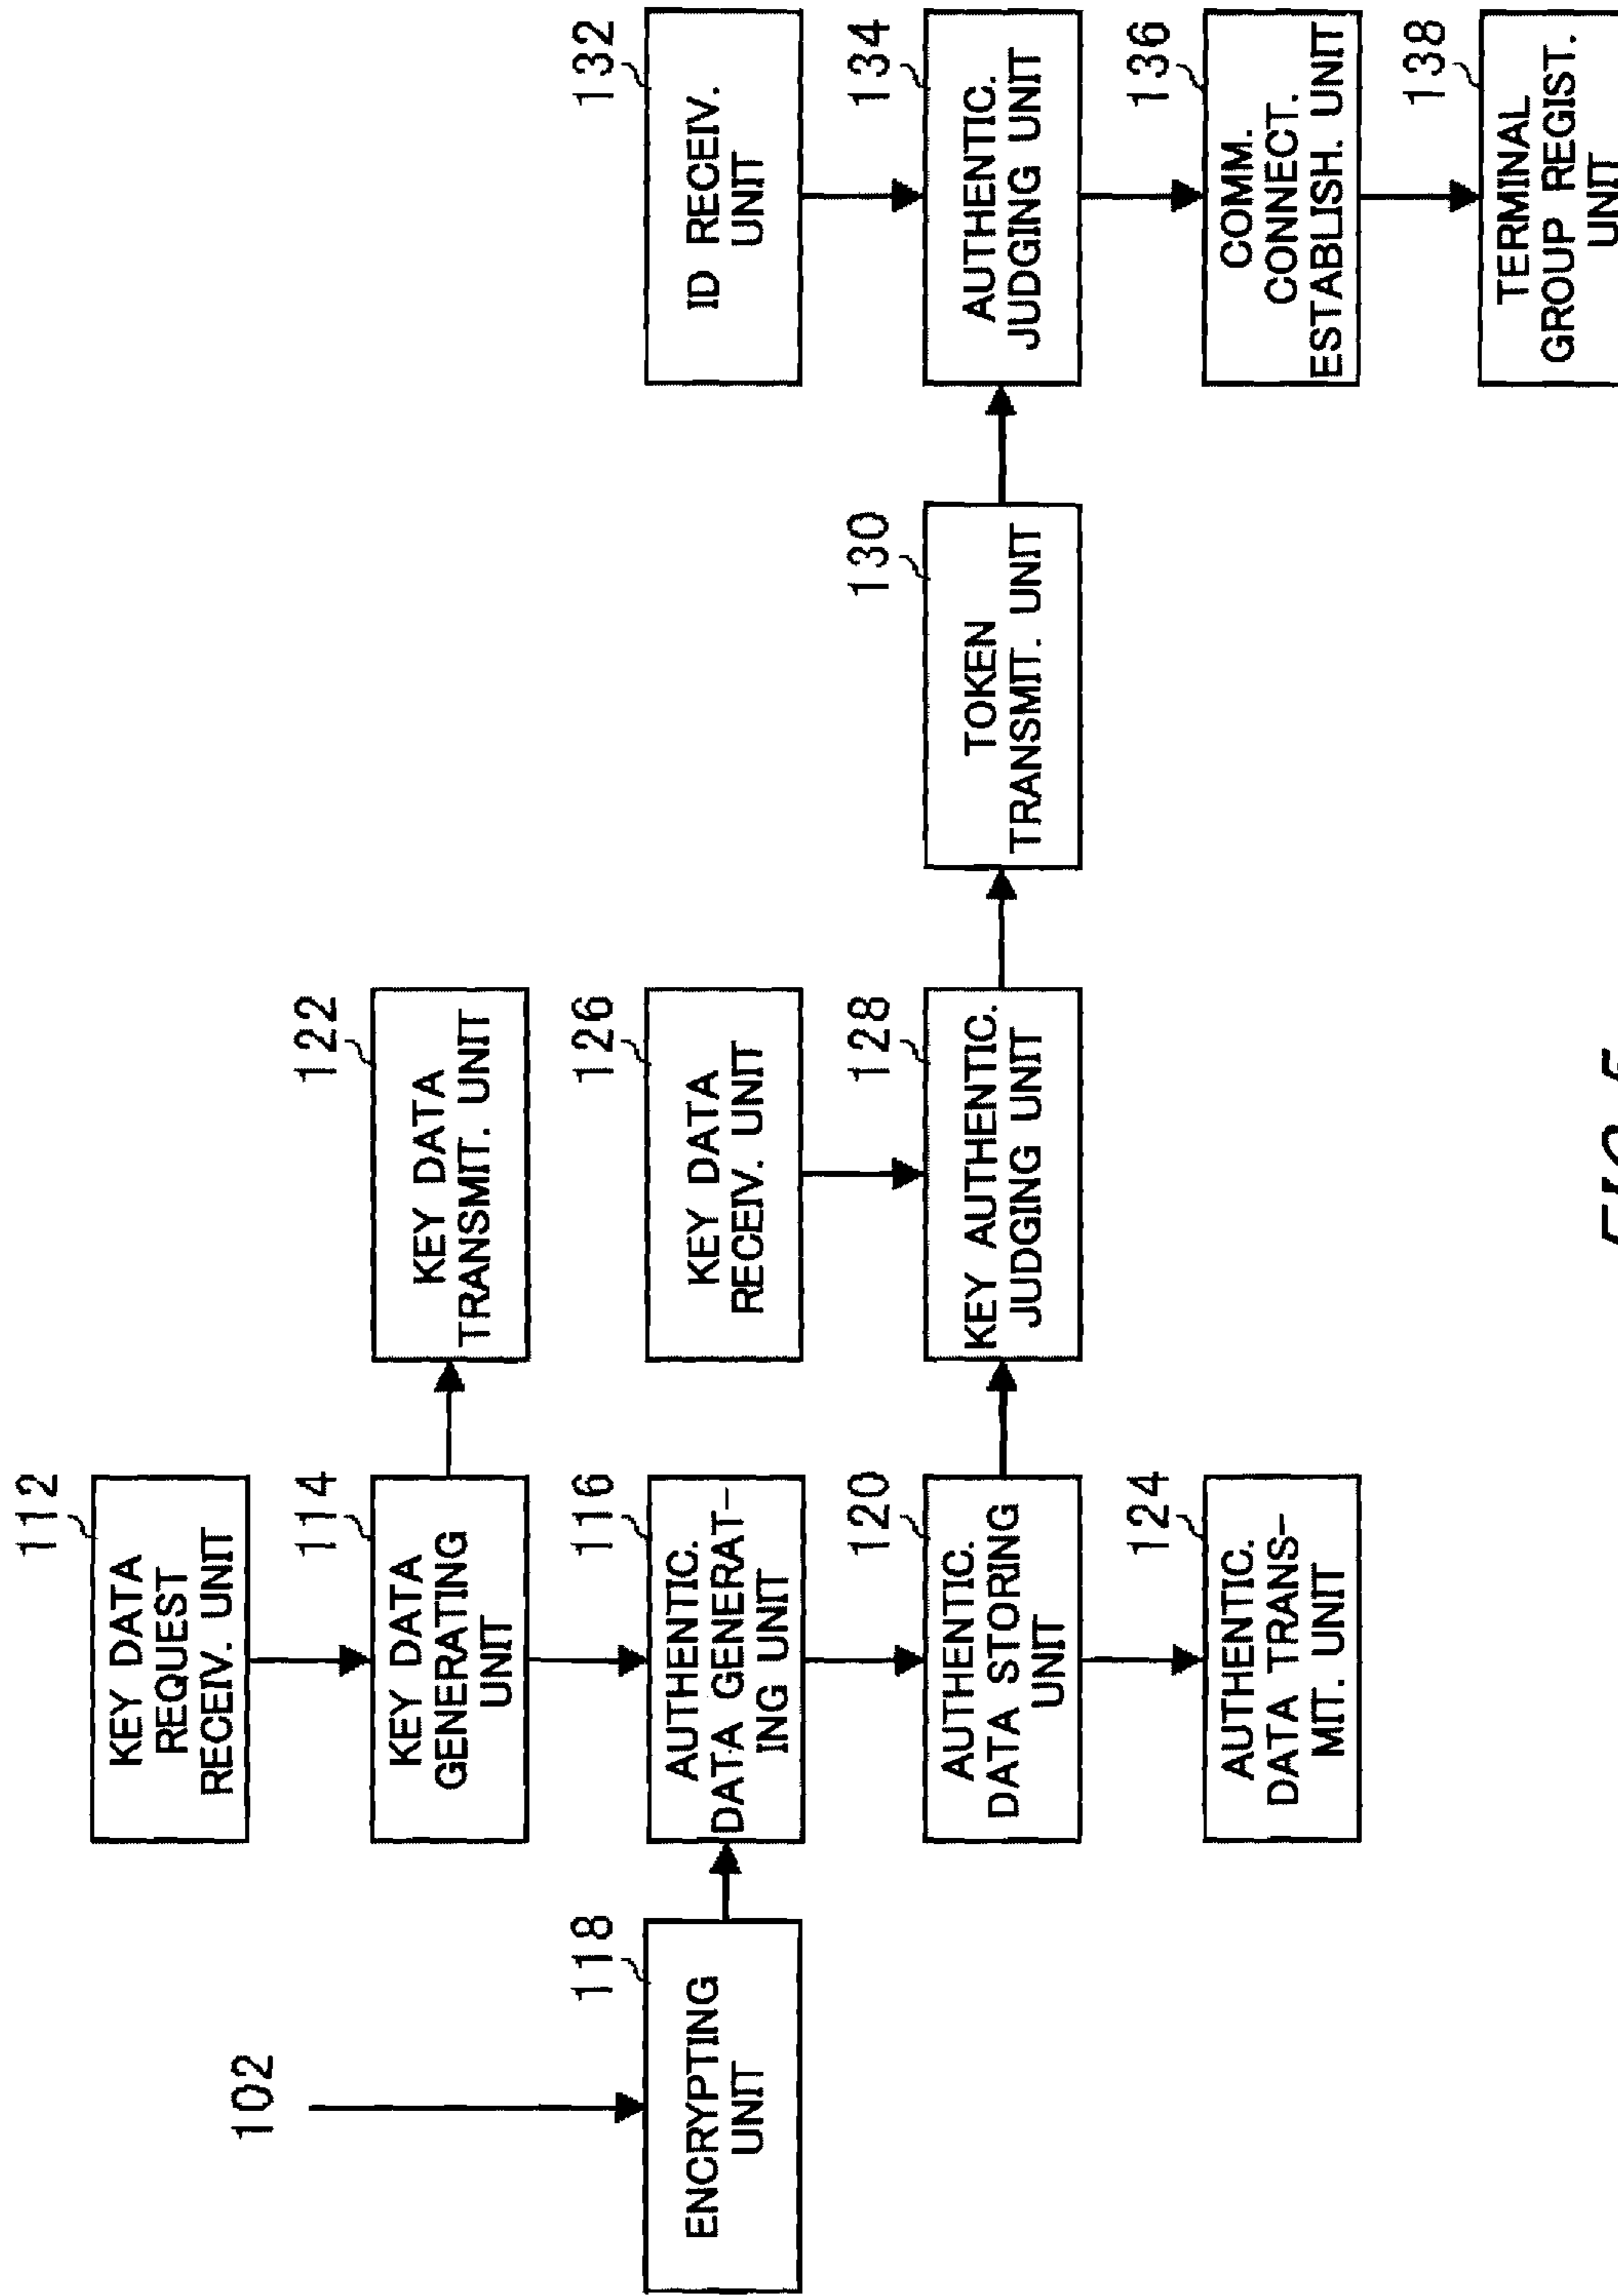 112
KEY DATA
REQUEST
RECEIV. UNIT
102
114
KEY DATA
GENERATING
UNIT
122
KEY DATA
TRANSMIT. UNIT
118
ENCRYPTING
UNIT
116
AUTHENTIC.
DATA GENERAT-
ING UNIT
126
KEY DATA
RECEIV. UNIT
132
ID RECEIV.
UNIT
120
AUTHENTIC.
DATA STORING
UNIT
128
KEY AUTHENTIC.
JUDGING UNIT
130
TOKEN
TRANSMIT. UNIT
134
AUTHENTIC.
JUDGING UNIT
124
AUTHENTIC.
DATA TRANS-
MIT. UNIT
136
COMM.
CONNECT.
ESTABLISH. UNIT
138
TERMINAL
GROUP REGIST.
UNIT